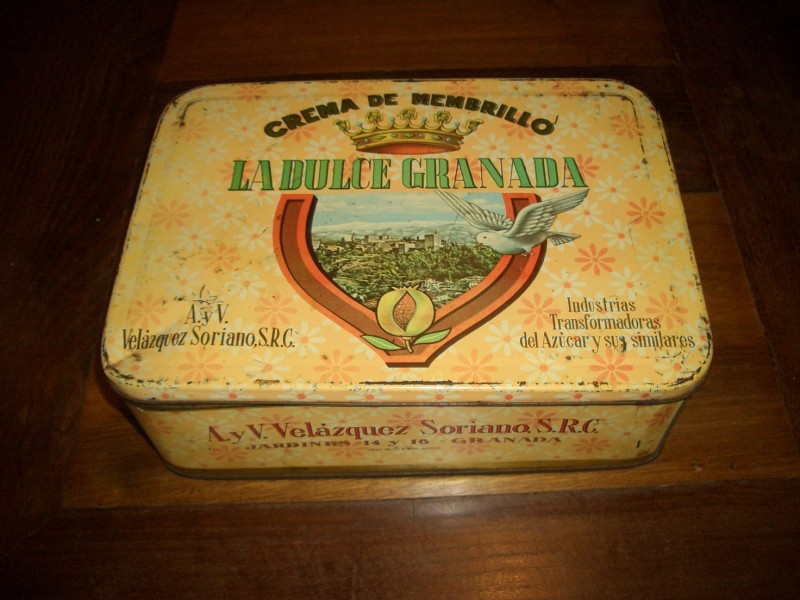 CREMA DE MEMBRILLO
LA DULCE GRANADA
A. y V.
Velázquez Soriano, S.R.C.
Industrias
Transformadoras
del Azúcar y sus similares
A. y V. Velázquez Soriano, S.R.C.
JARDINES 14 y 16 - GRANADA